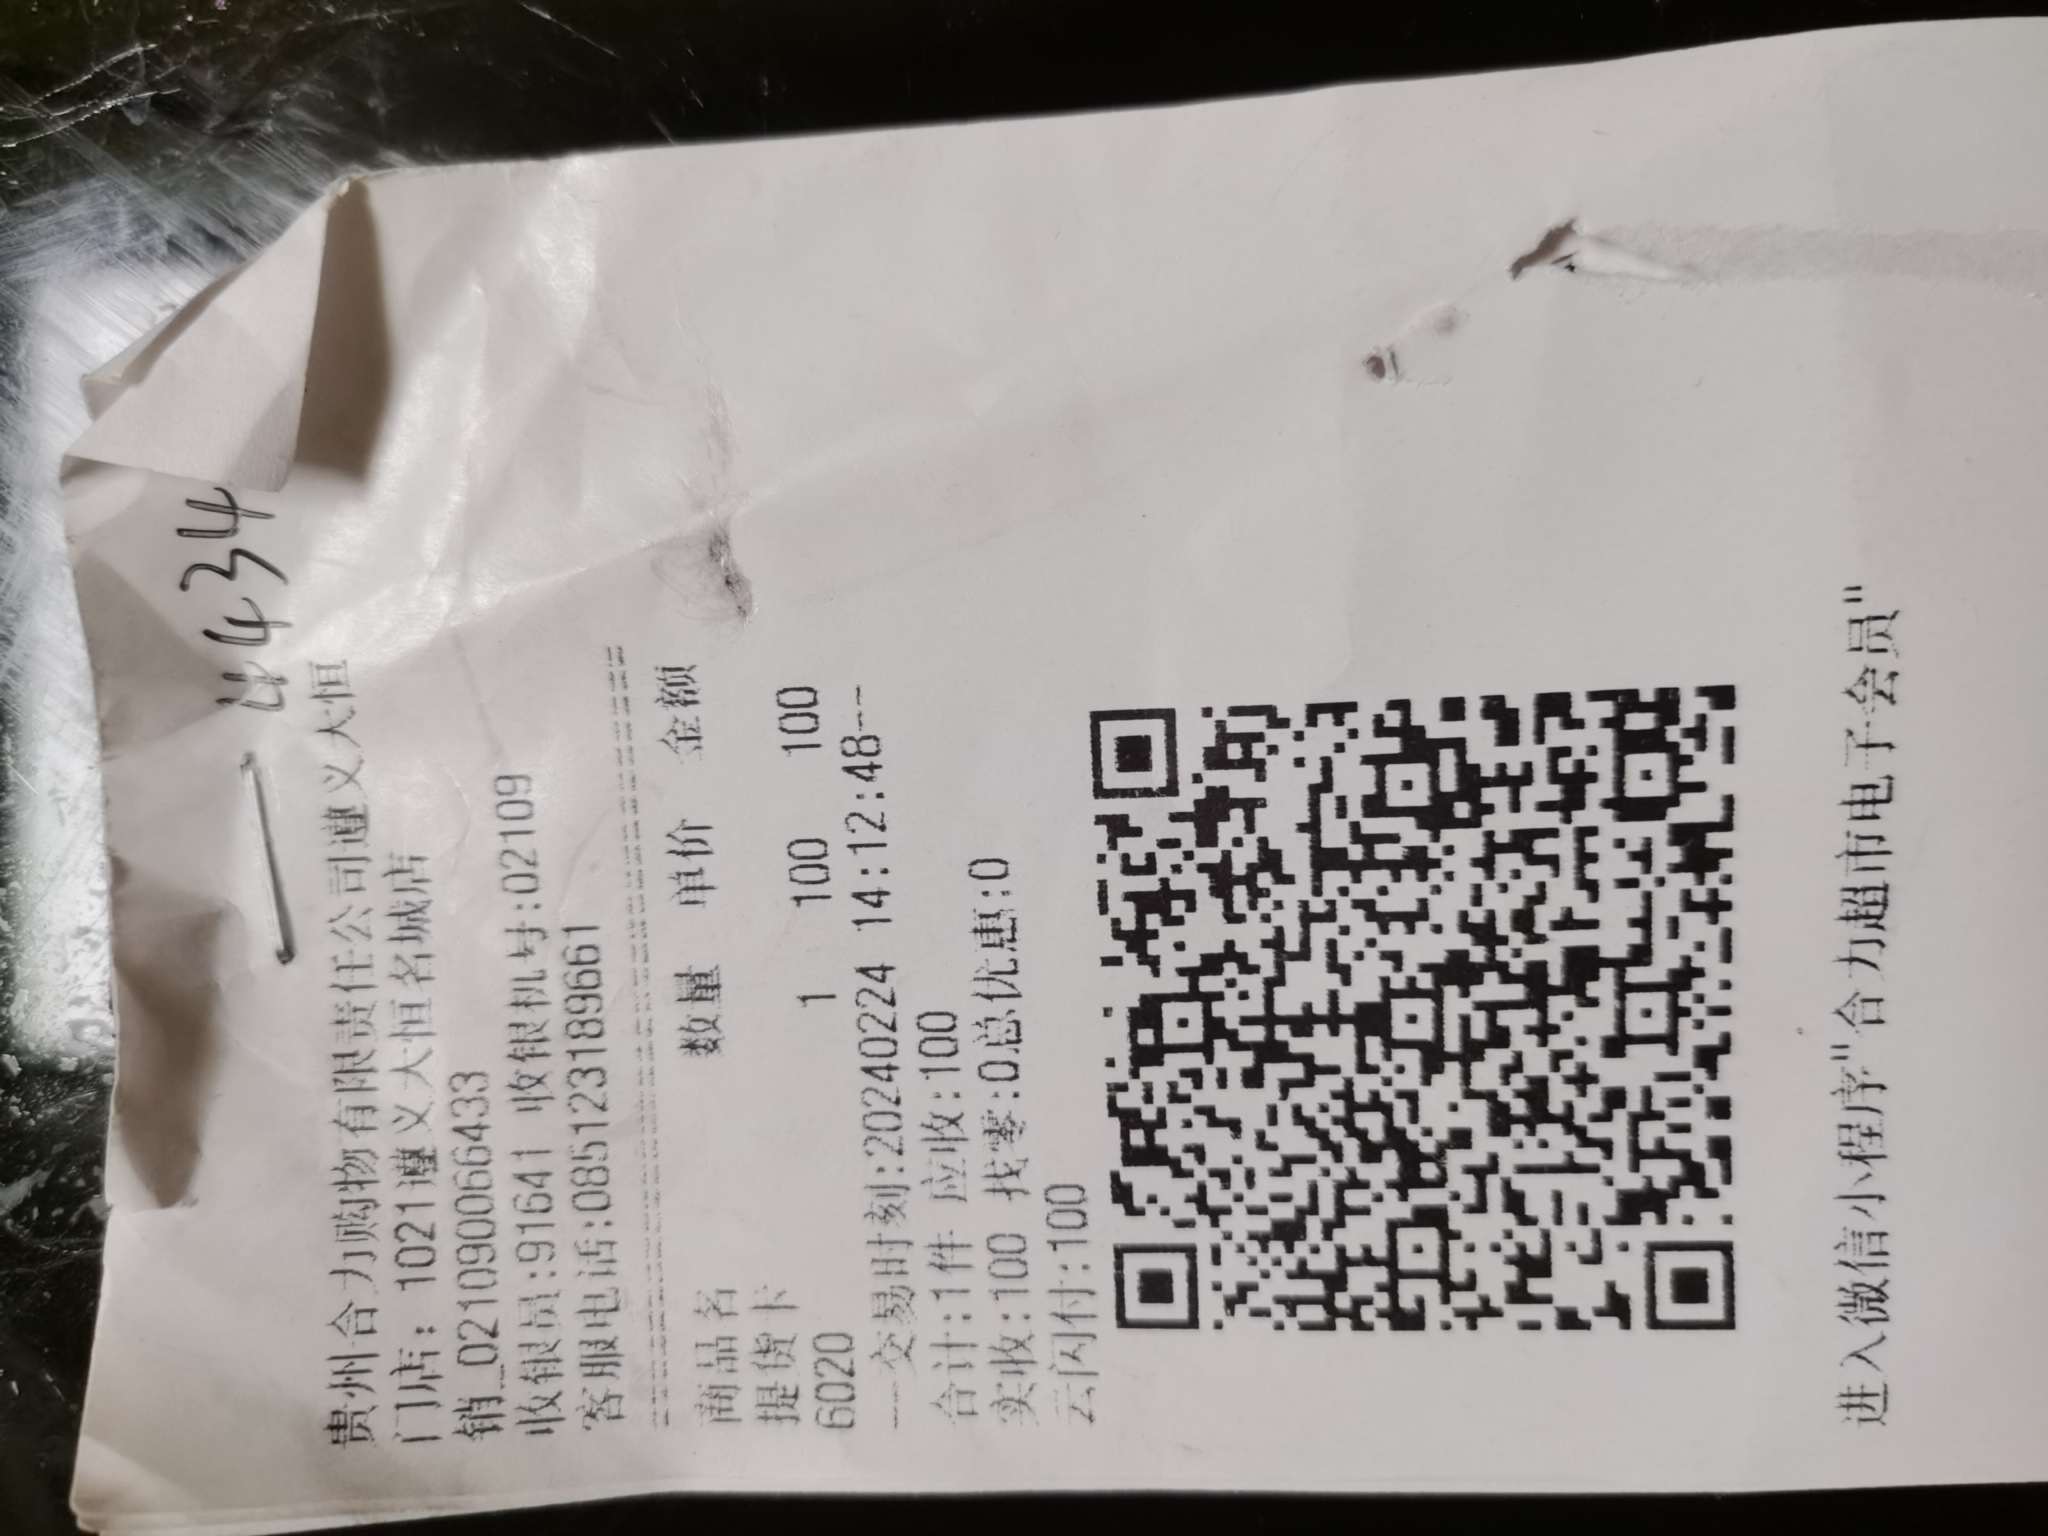 4434
贵州合力购物有限责任公司遵义大恒
门店：1021遵义大恒名城店
销_021090066433
收银员:91641 收银机号:02109
客服电话:085123189661
商品名 数量 单价 金额
提货卡
6020 1 100 100
--交易时刻:20240224 14:12:48--
合计:1件 应收:100
实收:100 找零:0总优惠:0
云闪付:100
进入微信小程序"合力超市电子会员"